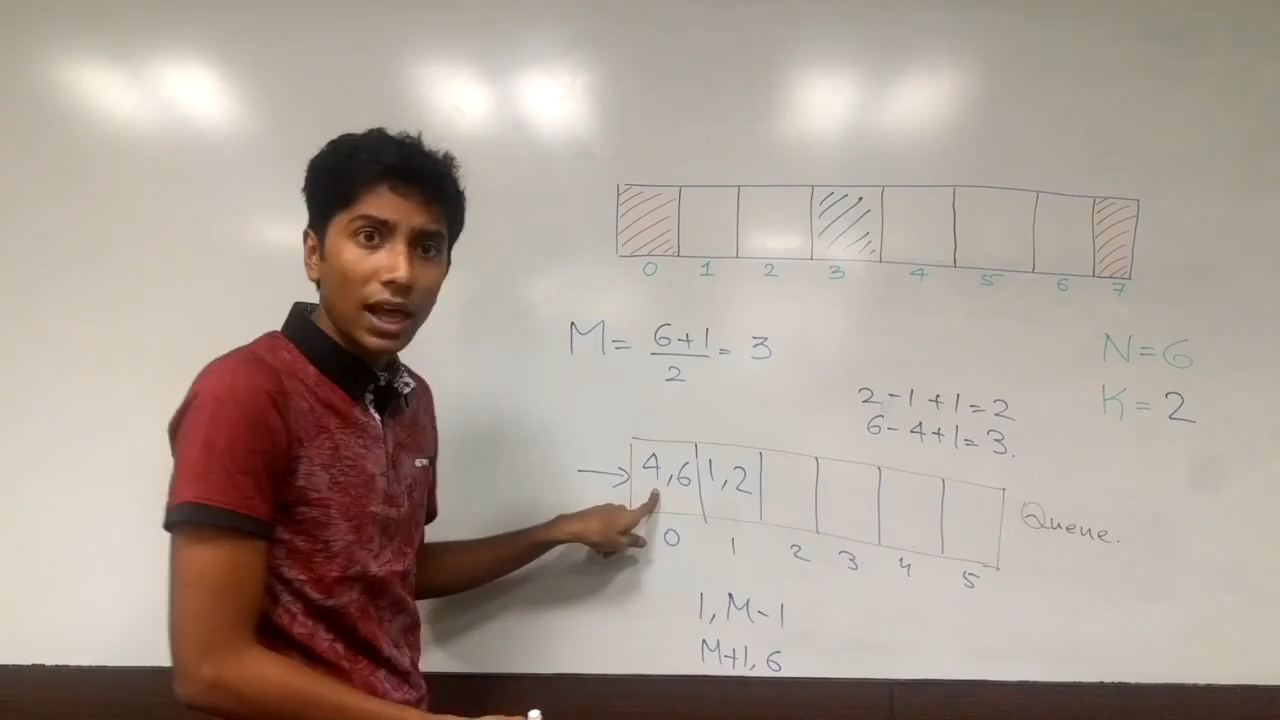 0 1 2 3 4 5 6 7
M = 6+1/2 = 3
N = 6
K = 2
2 - 1 + 1 = 2
6 - 4 + 1 = 3.
4,6 1,2
Queue.
0 1 2 3 4 5
1, M-1
M+1, 6